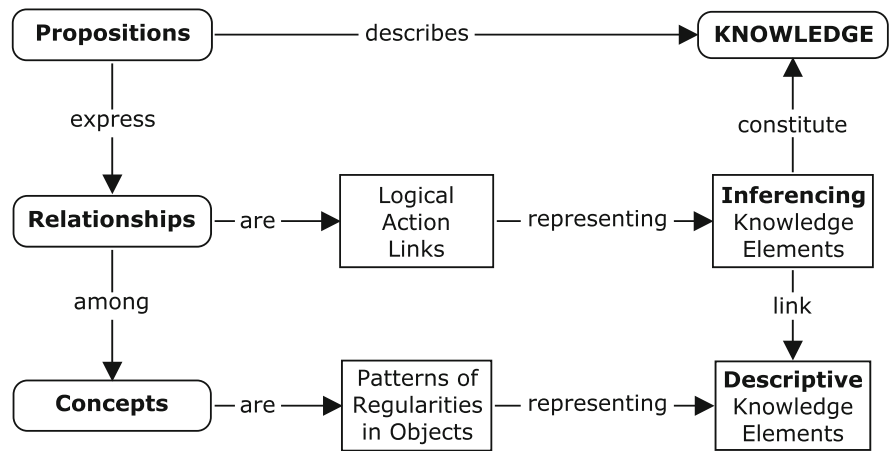 Propositions
describes
KNOWLEDGE
express
constitute
Relationships
are
Logical
Action
Links
representing
Inferencing
Knowledge
Elements
among
link
Concepts
are
Patterns of
Regularities
in Objects
representing
Descriptive
Knowledge
Elements